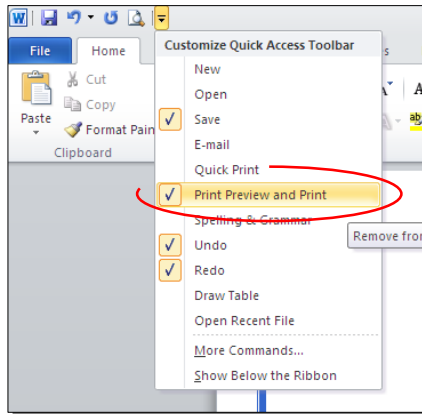 W
File Home Customize Quick Access Toolbar s
New
Cut
Open A
Copy
Save ab
Paste
Format Pain
E-mail
Clipboard
Quick Print
Print Preview and Print
Spelling & Grammar
Remove fro
Undo
Redo
Draw Table
Open Recent File
More Commands...
Show Below the Ribbon